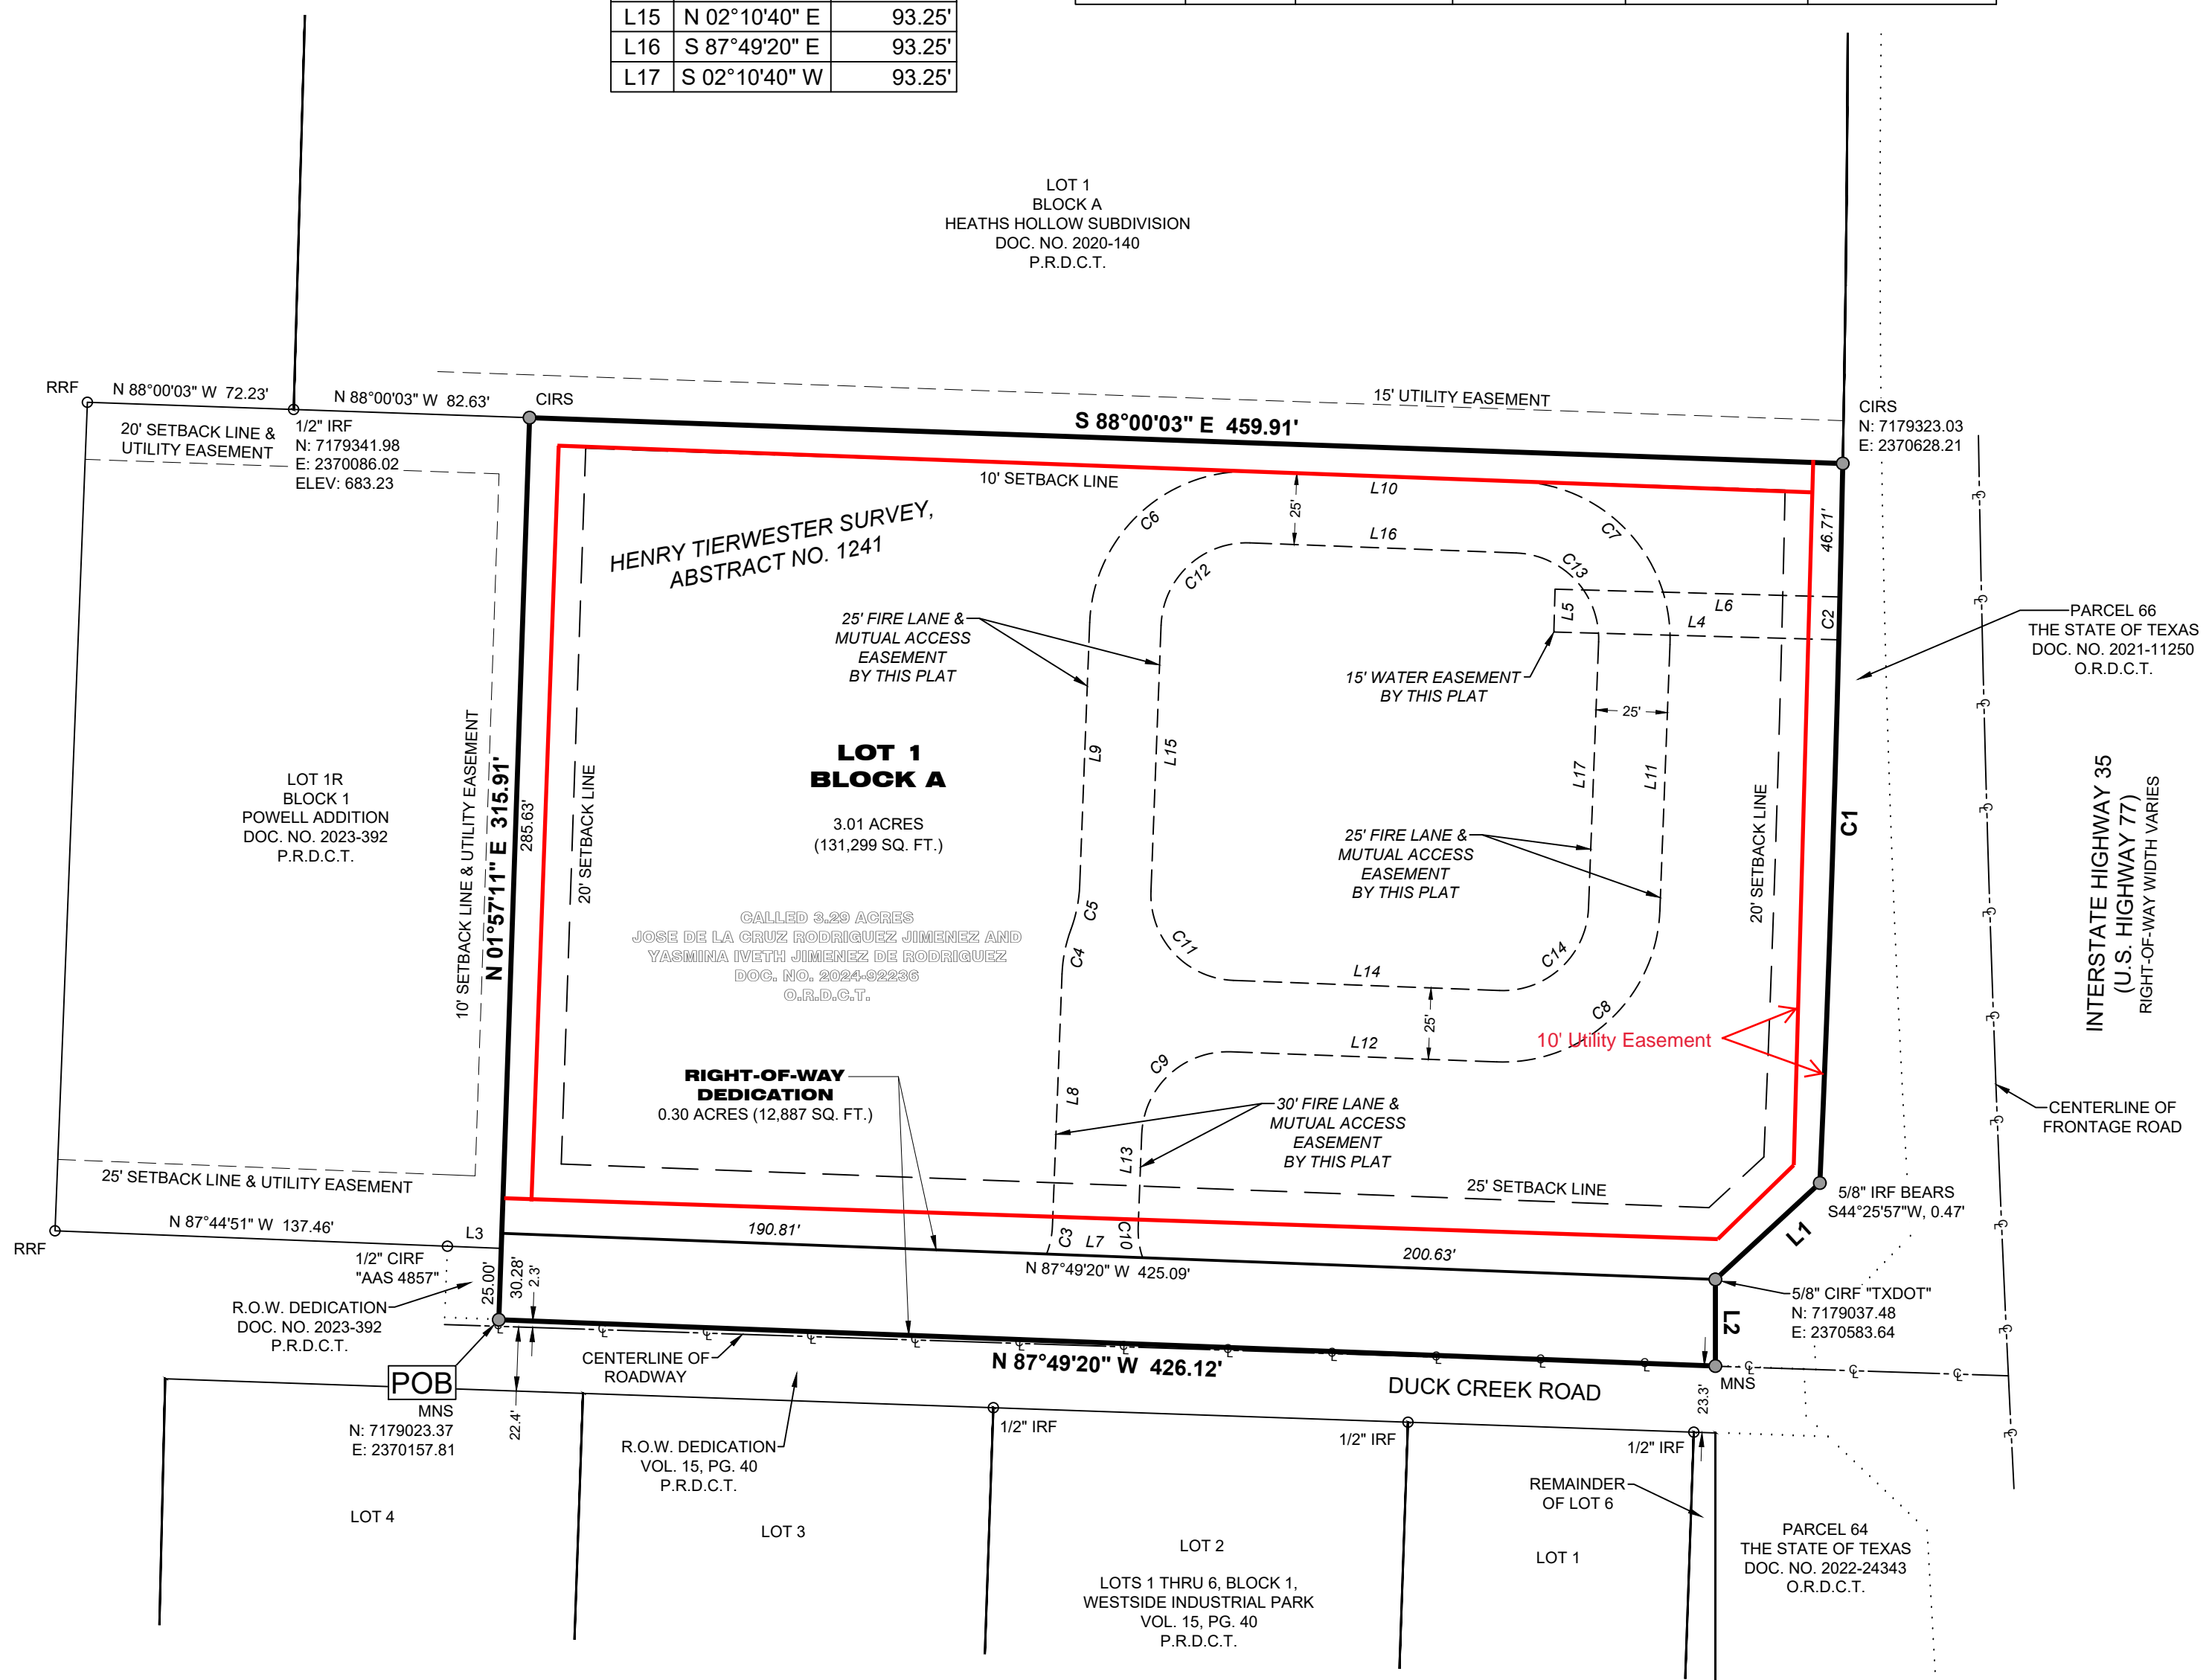 L15 N 02°10'40" E 93.25'
L16 S 87°49'20" E 93.25'
L17 S 02°10'40" W 93.25'
LOT 1
BLOCK A
HEATHS HOLLOW SUBDIVISION
DOC. NO. 2020-140
P.R.D.C.T.
RRF
N 88°00'03" W 72.23'
N 88°00'03" W 82.63'
CIRS
15' UTILITY EASEMENT
S 88°00'03" E 459.91'
CIRS
N: 7179323.03
E: 2370628.21
20' SETBACK LINE &
UTILITY EASEMENT
1/2" IRF
N: 7179341.98
E: 2370086.02
ELEV: 683.23
10' SETBACK LINE
L10
25'
C6
C7
L16
46.71'
HENRY TIERWESTER SURVEY,
ABSTRACT NO. 1241
C12
C13
L5
L6
L4
C2
25' FIRE LANE &
MUTUAL ACCESS
EASEMENT
BY THIS PLAT
15' WATER EASEMENT
BY THIS PLAT
PARCEL 66
THE STATE OF TEXAS
DOC. NO. 2021-11250
O.R.D.C.T.
25'
L9
L15
L17
L11
LOT 1
BLOCK A
3.01 ACRES
(131,299 SQ. FT.)
LOT 1R
BLOCK 1
POWELL ADDITION
DOC. NO. 2023-392
P.R.D.C.T.
10' SETBACK LINE & UTILITY EASEMENT
N 01°57'11" E 315.91'
285.63'
20' SETBACK LINE
25' FIRE LANE &
MUTUAL ACCESS
EASEMENT
BY THIS PLAT
20' SETBACK LINE
C1
INTERSTATE HIGHWAY 35
(U.S. HIGHWAY 77)
RIGHT-OF-WAY WIDTH VARIES
CALLED 3.29 ACRES
JOSE DE LA CRUZ RODRIGUEZ JIMENEZ AND
YASMINA IVETH JIMENEZ DE RODRIGUEZ
DOC. NO. 2024-92236
O.R.D.C.T.
C5
C4
C11
L14
C14
C8
25'
10' Utility Easement
L12
C9
RIGHT-OF-WAY
DEDICATION
0.30 ACRES (12,887 SQ. FT.)
L8
L13
30' FIRE LANE &
MUTUAL ACCESS
EASEMENT
BY THIS PLAT
CENTERLINE OF
FRONTAGE ROAD
25' SETBACK LINE & UTILITY EASEMENT
25' SETBACK LINE
5/8" IRF BEARS
S44°25'57"W, 0.47'
N 87°44'51" W 137.46'
RRF
L3
190.81'
C3
L7
C10
200.63'
L1
1/2" CIRF
"AAS 4857"
N 87°49'20" W 425.09'
25.00'
30.28'
2.3'
R.O.W. DEDICATION
DOC. NO. 2023-392
P.R.D.C.T.
5/8" CIRF "TXDOT"
N: 7179037.48
E: 2370583.64
L2
CENTERLINE OF
ROADWAY
N 87°49'20" W 426.12'
DUCK CREEK ROAD
MNS
POB
MNS
N: 7179023.37
E: 2370157.81
22.4'
23.3'
R.O.W. DEDICATION
VOL. 15, PG. 40
P.R.D.C.T.
1/2" IRF
1/2" IRF
1/2" IRF
REMAINDER
OF LOT 6
LOT 4
LOT 3
LOT 2
LOT 1
LOTS 1 THRU 6, BLOCK 1,
WESTSIDE INDUSTRIAL PARK
VOL. 15, PG. 40
P.R.D.C.T.
PARCEL 64
THE STATE OF TEXAS
DOC. NO. 2022-24343
O.R.D.C.T.